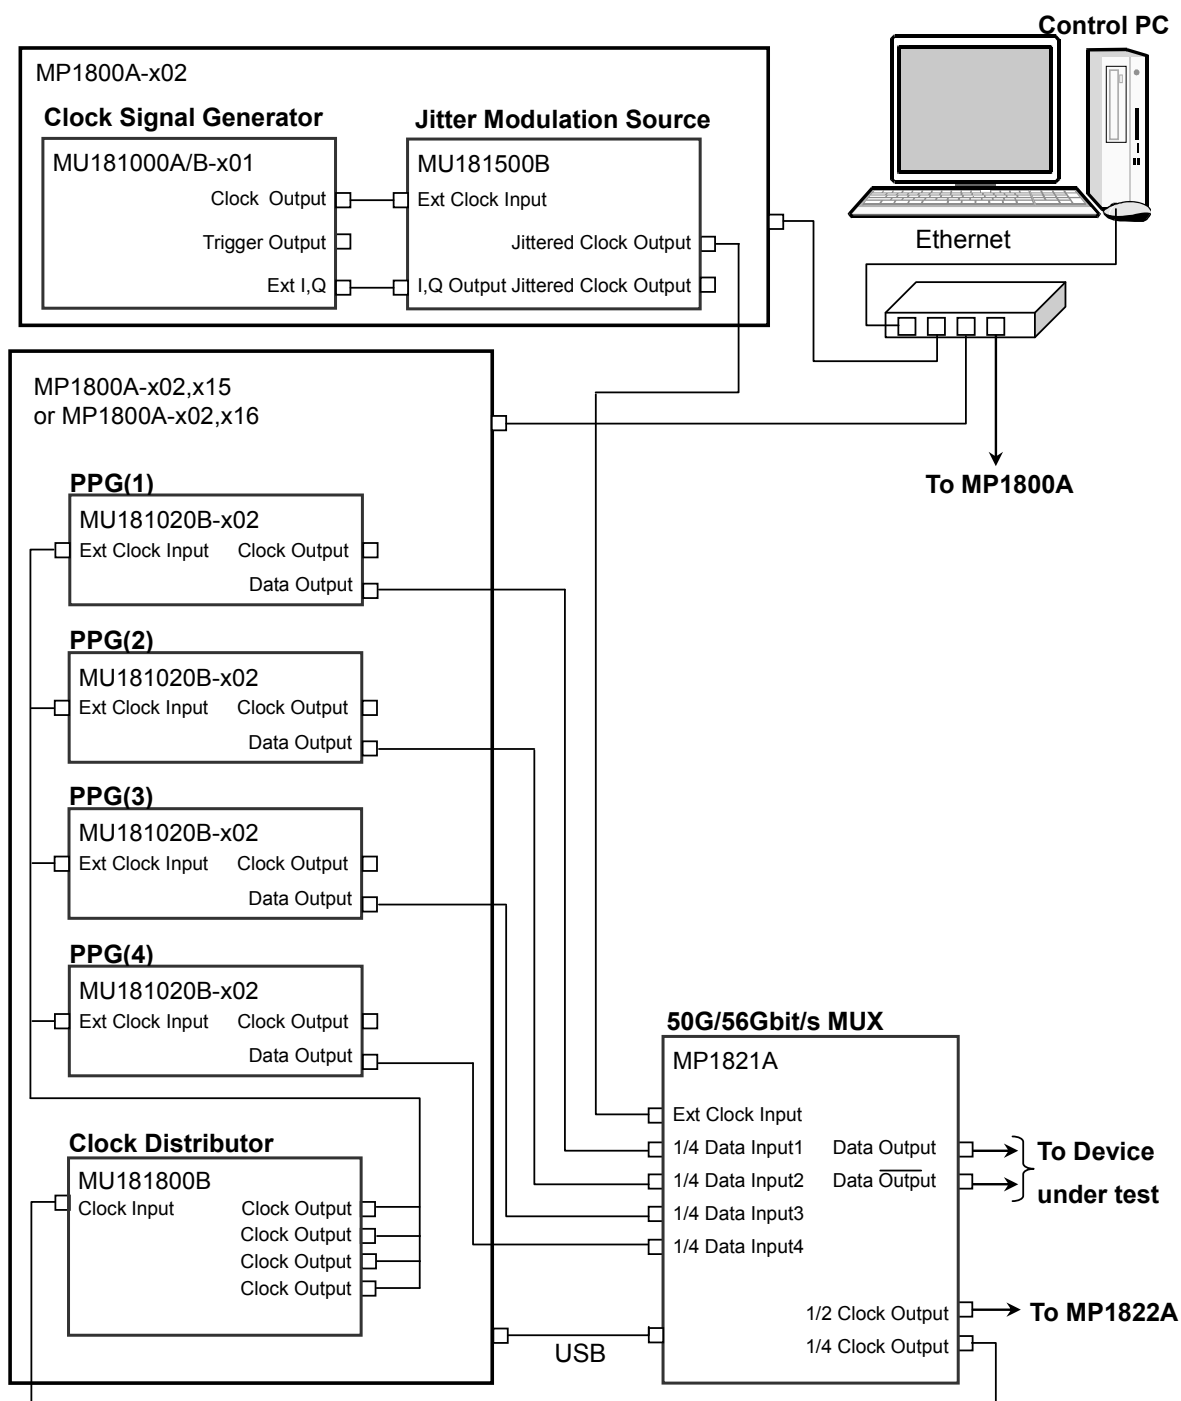 Control PC
MP1800A-x02
Clock Signal Generator
Jitter Modulation Source
MU181000A/B-x01
MU181500B
Clock Output
Ext Clock Input
Trigger Output
Jittered Clock Output
Ext I,Q
I,Q Output Jittered Clock Output
Ethernet
MP1800A-x02,x15
or MP1800A-x02,x16
To MP1800A
PPG(1)
MU181020B-x02
Ext Clock Input
Clock Output
Data Output
PPG(2)
MU181020B-x02
Ext Clock Input
Clock Output
Data Output
PPG(3)
MU181020B-x02
Ext Clock Input
Clock Output
Data Output
PPG(4)
MU181020B-x02
Ext Clock Input
Clock Output
Data Output
Clock Distributor
MU181800B
Clock Input
Clock Output
Clock Output
Clock Output
Clock Output
50G/56Gbit/s MUX
MP1821A
Ext Clock Input
1/4 Data Input1
Data Output
1/4 Data Input2
Data Output
1/4 Data Input3
1/4 Data Input4
To Device
under test
1/2 Clock Output
To MP1822A
1/4 Clock Output
USB